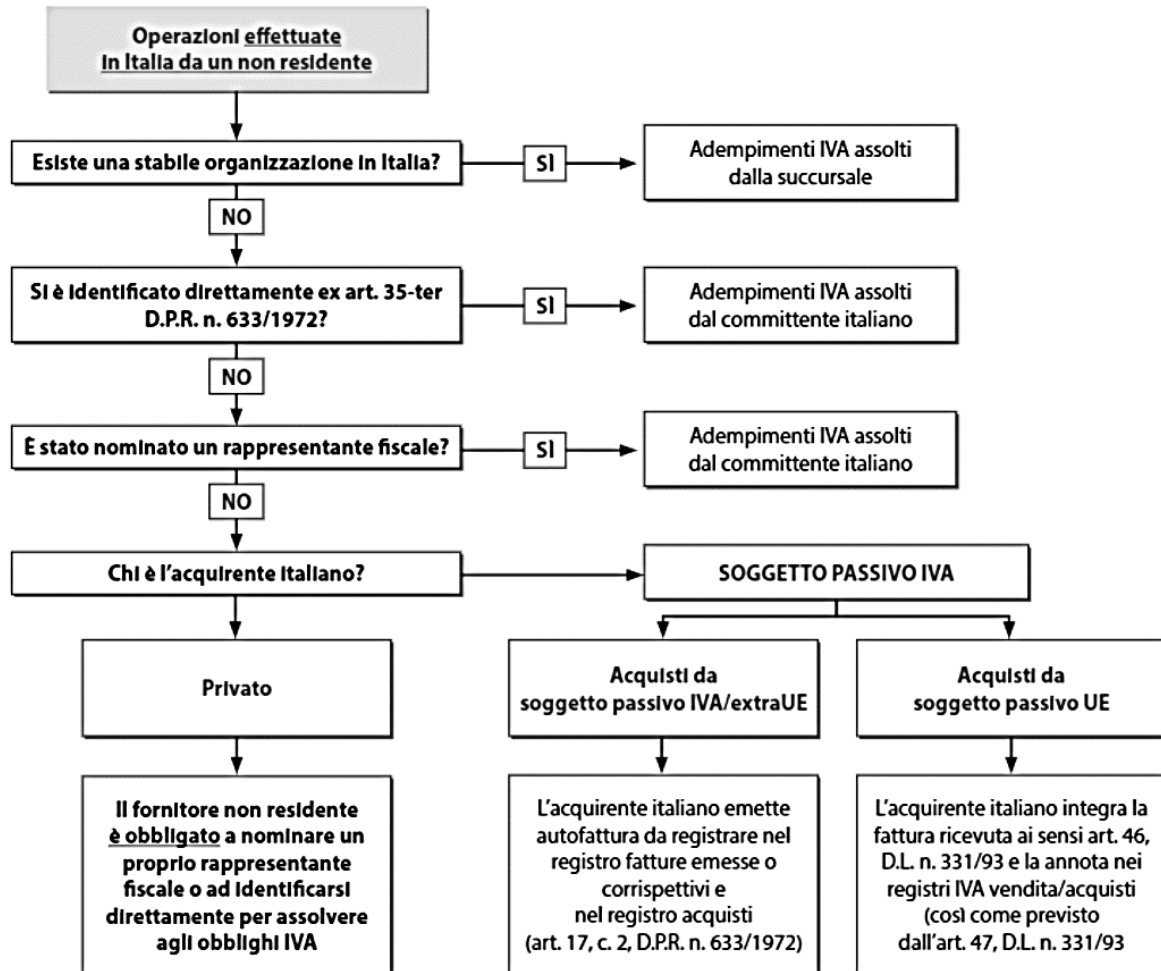 Operazioni effettuate
in Italia da un non residente
Esiste una stabile organizzazione in Italia?
SÌ
Adempimenti IVA assolti
dalla succursale
NO
Si è identificato direttamente ex art. 35-ter
D.P.R. n. 633/1972?
SÌ
Adempimenti IVA assolti
dal committente italiano
NO
È stato nominato un rappresentante fiscale?
SÌ
Adempimenti IVA assolti
dal committente italiano
NO
Chi è l'acquirente italiano?
SOGGETTO PASSIVO IVA
Privato
Acquisti da
soggetto passivo IVA/extraUE
Acquisti da
soggetto passivo UE
Il fornitore non residente
è obbligato a nominare un
proprio rappresentante
fiscale o ad identificarsi
direttamente per assolvere
agli obblighi IVA
L'acquirente italiano emette
autofattura da registrare nel
registro fatture emesse o
corrispettivi e
nel registro acquisti
(art. 17, c. 2, D.P.R. n. 633/1972)
L'acquirente italiano integra la
fattura ricevuta ai sensi art. 46,
D.L. n. 331/93 e la annota nei
registri IVA vendita/acquisti
(così come previsto
dall'art. 47, D.L. n. 331/93